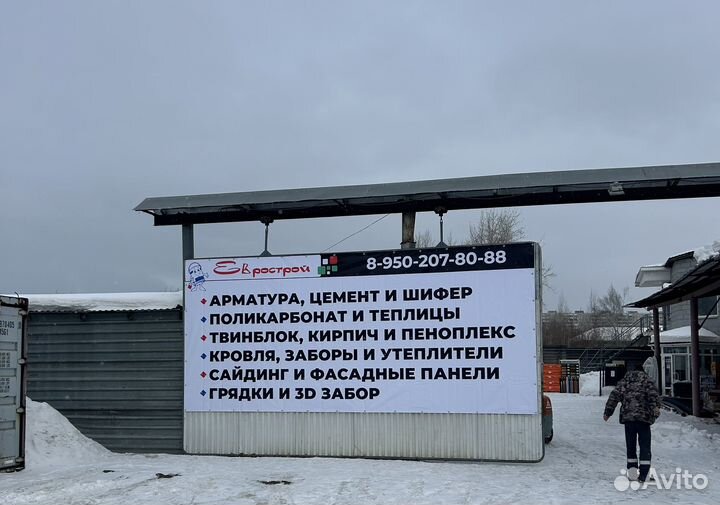 Еврострой
8-950-207-80-88
АРМАТУРА, ЦЕМЕНТ И ШИФЕР
ПОЛИКАРБОНАТ И ТЕПЛИЦЫ
ТВИНБЛОК, КИРПИЧ И ПЕНОПЛЕКС
КРОВЛЯ, ЗАБОРЫ И УТЕПЛИТЕЛИ
САЙДИНГ И ФАСАДНЫЕ ПАНЕЛИ
ГРЯДКИ И 3D ЗАБОР
Avito